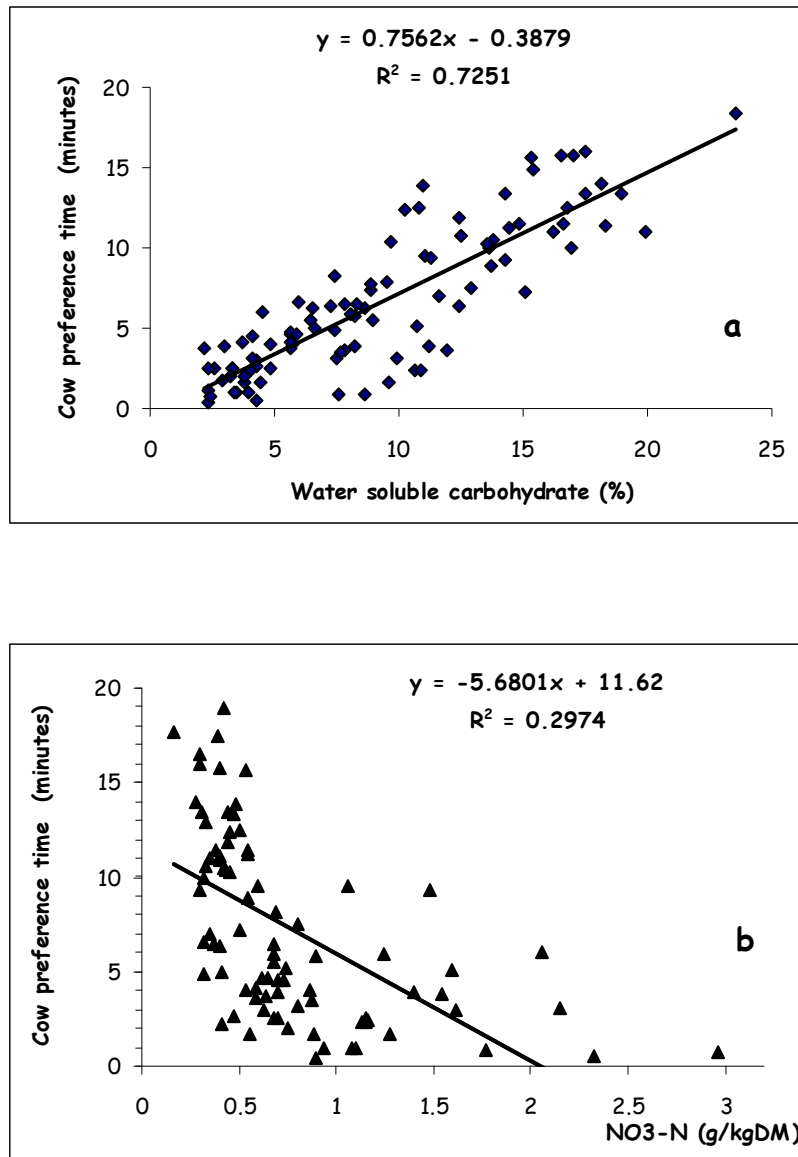 y = 0.7562x - 0.3879
R² = 0.7251
20
15
10
5
0
Cow preference time (minutes)
a
0 5 10 15 20 25
Water soluble carbohydrate (%)
y = -5.6801x + 11.62
R² = 0.2974
20
15
10
5
0
Cow preference time (minutes)
b
0 0.5 1 1.5 2 2.5 3
NO3-N (g/kgDM)